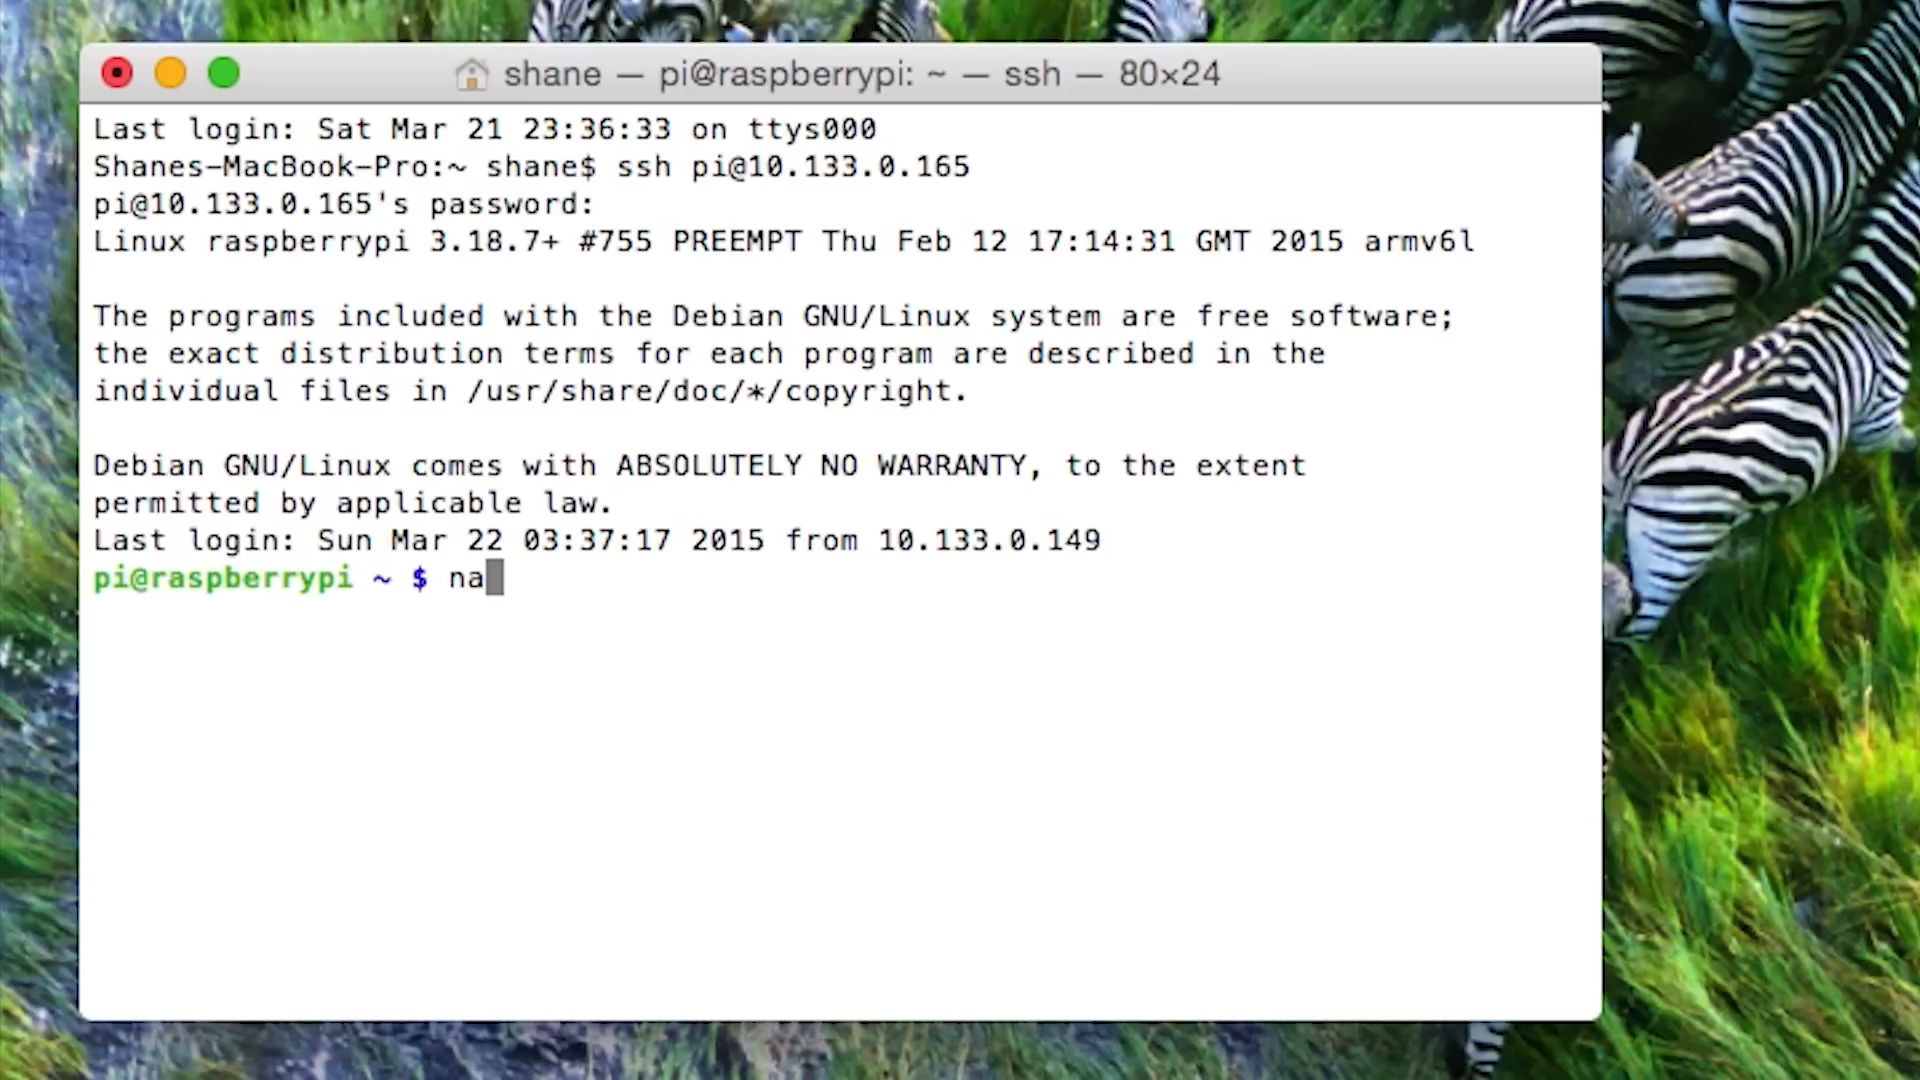 shane — pi@raspberrypi: ~ — ssh — 80×24
Last login: Sat Mar 21 23:36:33 on ttys000
Shanes-MacBook-Pro:~ shane$ ssh pi@10.133.0.165
pi@10.133.0.165's password:
Linux raspberrypi 3.18.7+ #755 PREEMPT Thu Feb 12 17:14:31 GMT 2015 armv6l
The programs included with the Debian GNU/Linux system are free software;
the exact distribution terms for each program are described in the
individual files in /usr/share/doc/*/copyright.
Debian GNU/Linux comes with ABSOLUTELY NO WARRANTY, to the extent
permitted by applicable law.
Last login: Sun Mar 22 03:37:17 2015 from 10.133.0.149
pi@raspberrypi ~ $ na